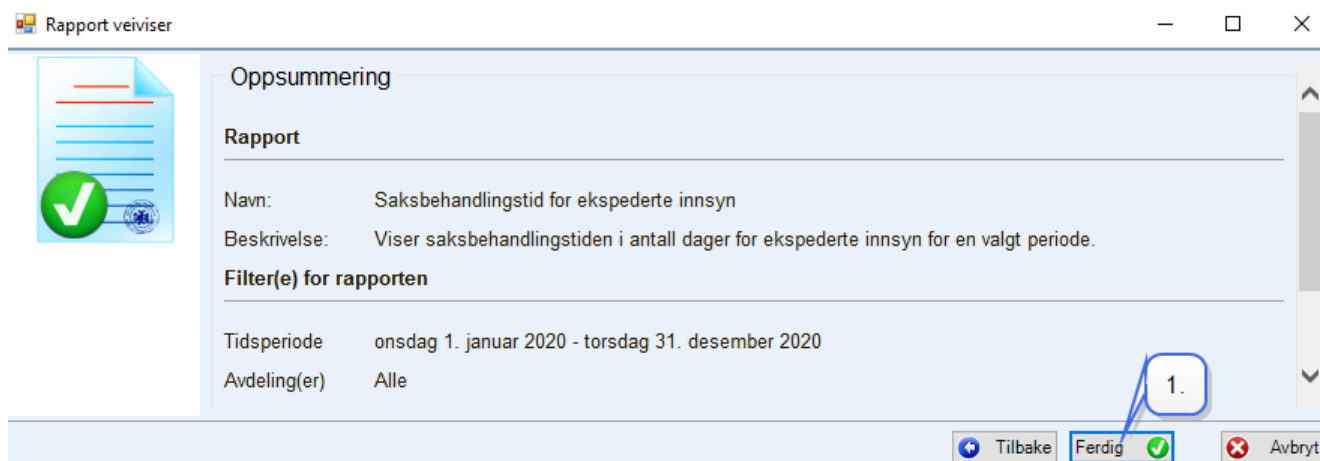 Rapport veiviser
Oppsummering
Rapport
Navn: Saksbehandlingstid for ekspederte innsyn
Beskrivelse: Viser saksbehandlingstiden i antall dager for ekspederte innsyn for en valgt periode.
Filter(e) for rapporten
Tidsperiode onsdag 1. januar 2020 - torsdag 31. desember 2020
Avdeling(er) Alle
1.
Tilbake Ferdig Avbryt